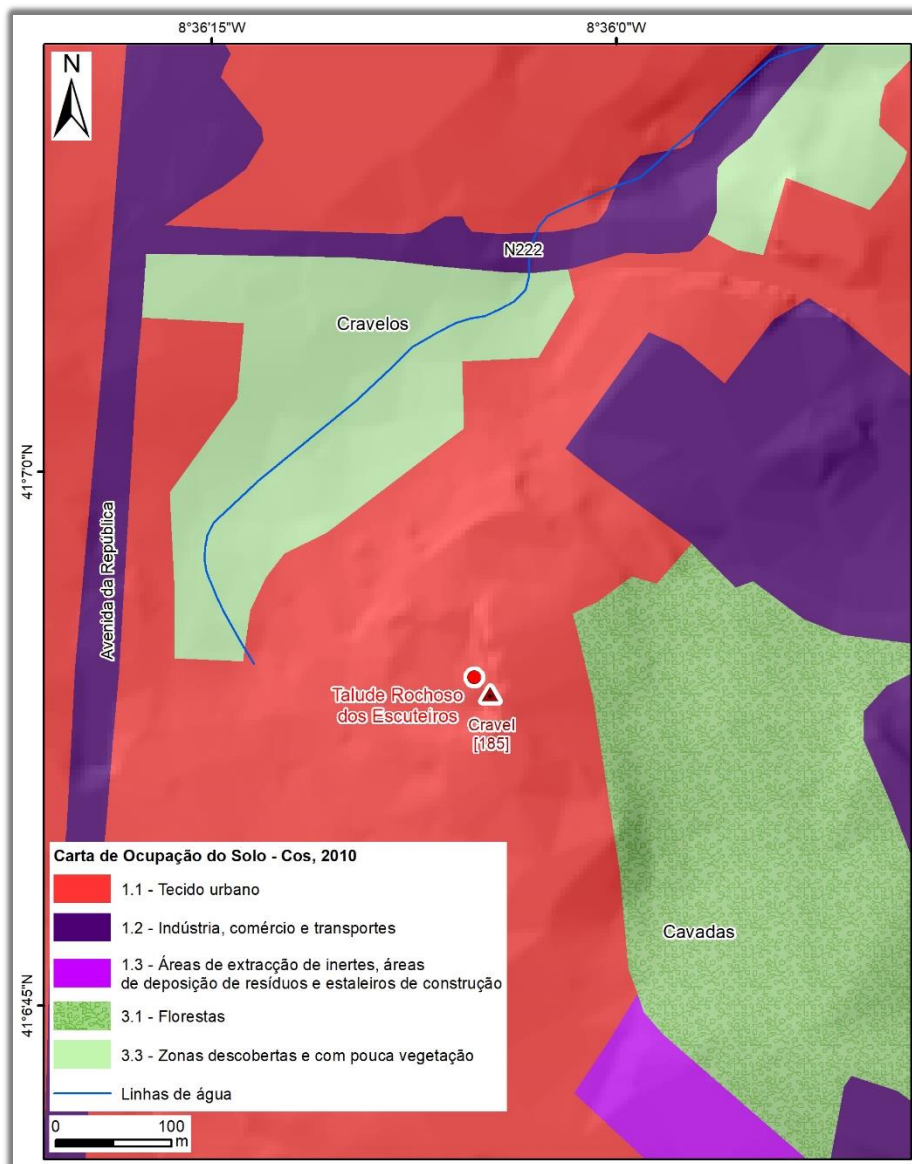 8°36'15"W
8°36'0"W
N
N222
Cravelos
41°7'0"N
Avenida da República
Talude Rochoso
dos Escuteiros
Cravel
[185]
Carta de Ocupação do Solo - Cos, 2010
1.1 - Tecido urbano
1.2 - Indústria, comércio e transportes
Cavadas
1.3 - Áreas de extracção de inertes, áreas
de deposição de resíduos e estaleiros de construção
41°6'45"N
3.1 - Florestas
3.3 - Zonas descobertas e com pouca vegetação
Linhas de água
0 100
m